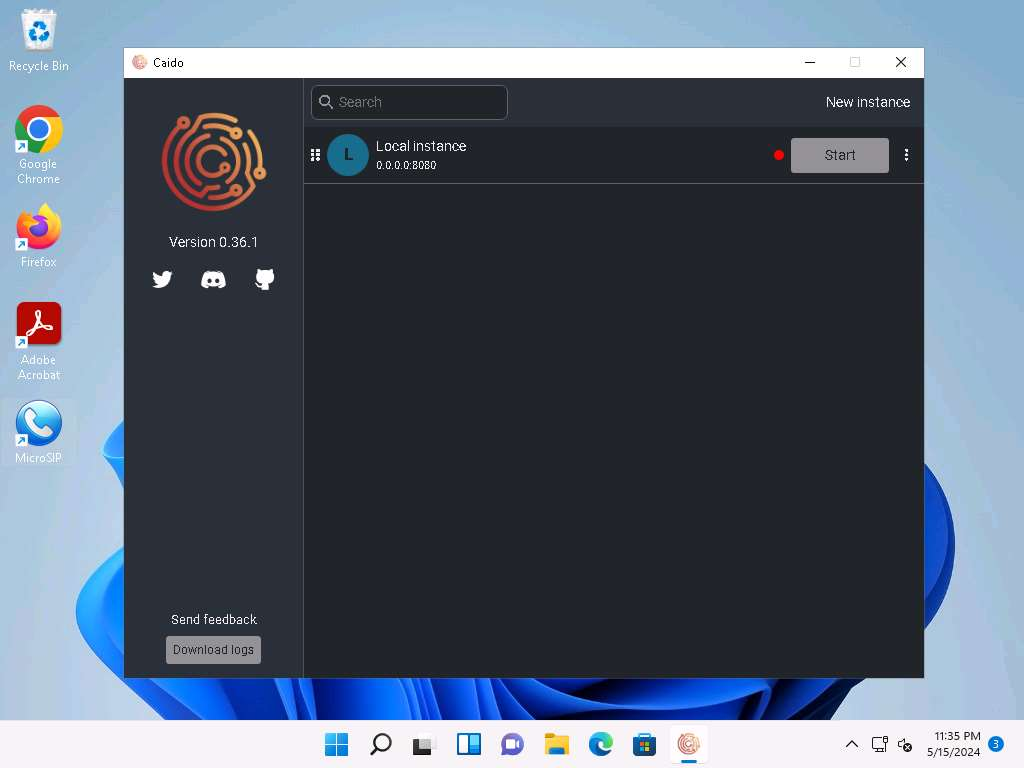 Recycle Bin
Google
Chrome
Firefox
Adobe
Acrobat
MicroSIP
Caido
Version 0.36.1
Send feedback
Download logs
Search
New instance
L
Local instance
0.0.0.0:8080
Start
11:35 PM
5/15/2024
3